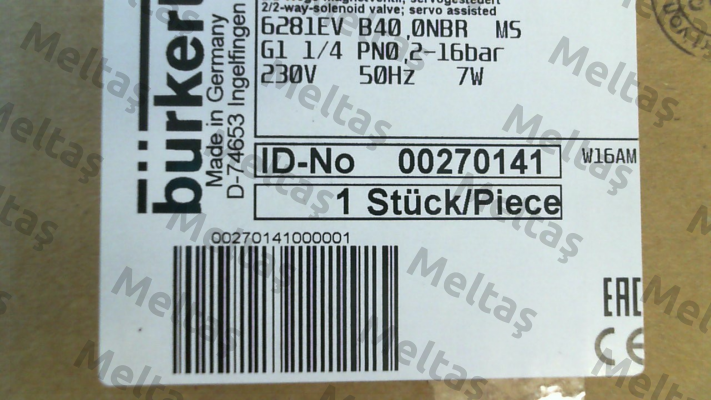 2/2-way-solenoid valve; servo assisted
6281EV B40,0NBR MS
G1 1/4 PN0,2-16bar
230V 50Hz 7W
bürkert
Made in Germany
D-74653 Ingelfingen
ID-No 00270141
W16AM
1 Stück/Piece
00270141000001
EAC
CE
Meltaş